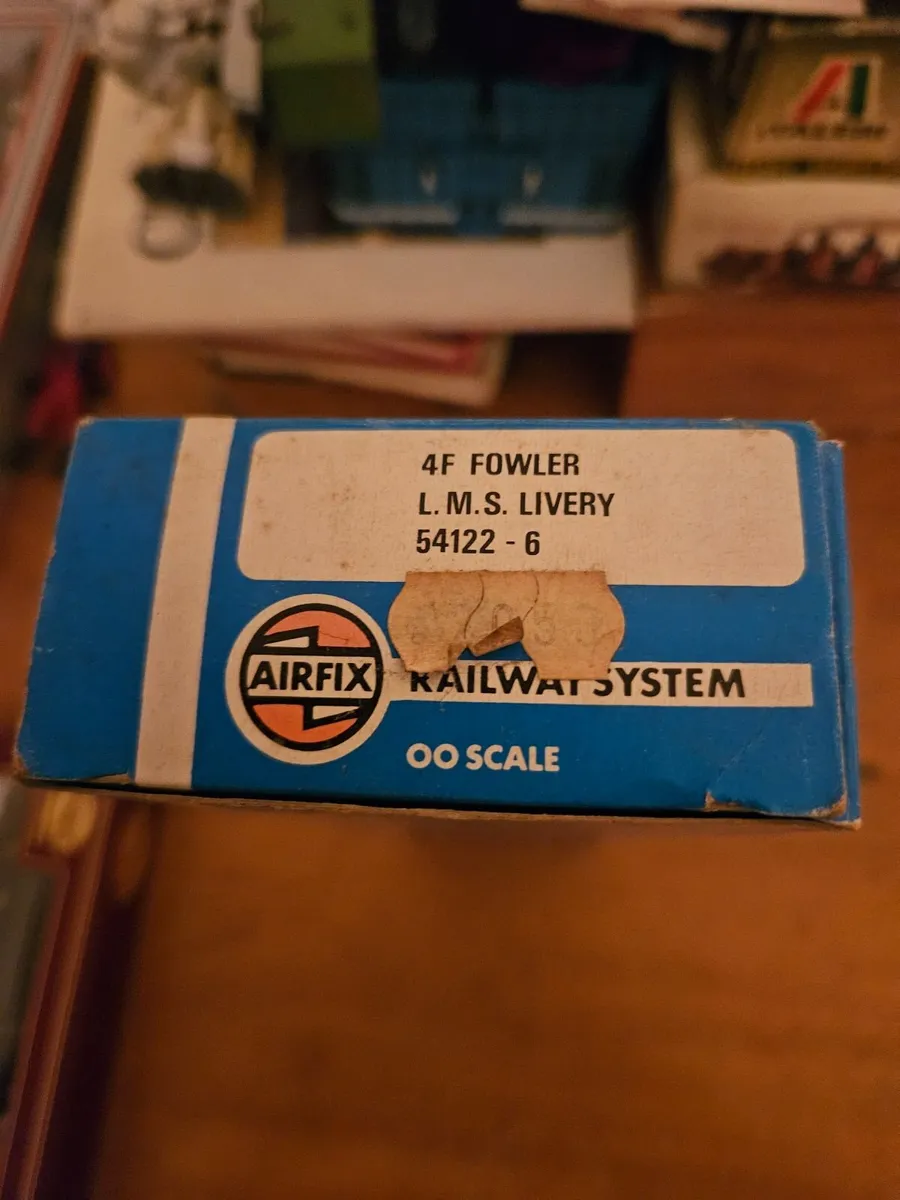 4F FOWLER
L.M.S. LIVERY
54122 - 6
AIRFIX
RAILWAY SYSTEM
OO SCALE